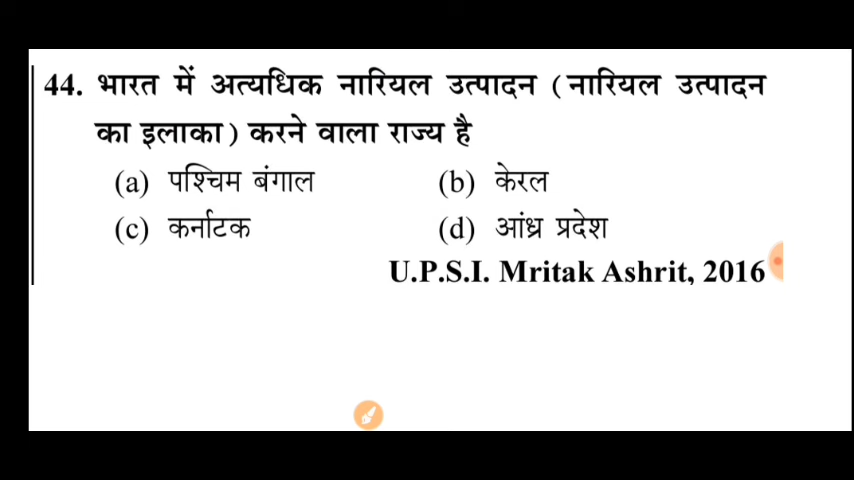 44. भारत में अत्यधिक नारियल उत्पादन (नारियल उत्पादन
का इलाका) करने वाला राज्य है
(a) पश्चिम बंगाल (b) केरल
(c) कर्नाटक (d) आंध्र प्रदेश
U.P.S.I. Mritak Ashrit, 2016